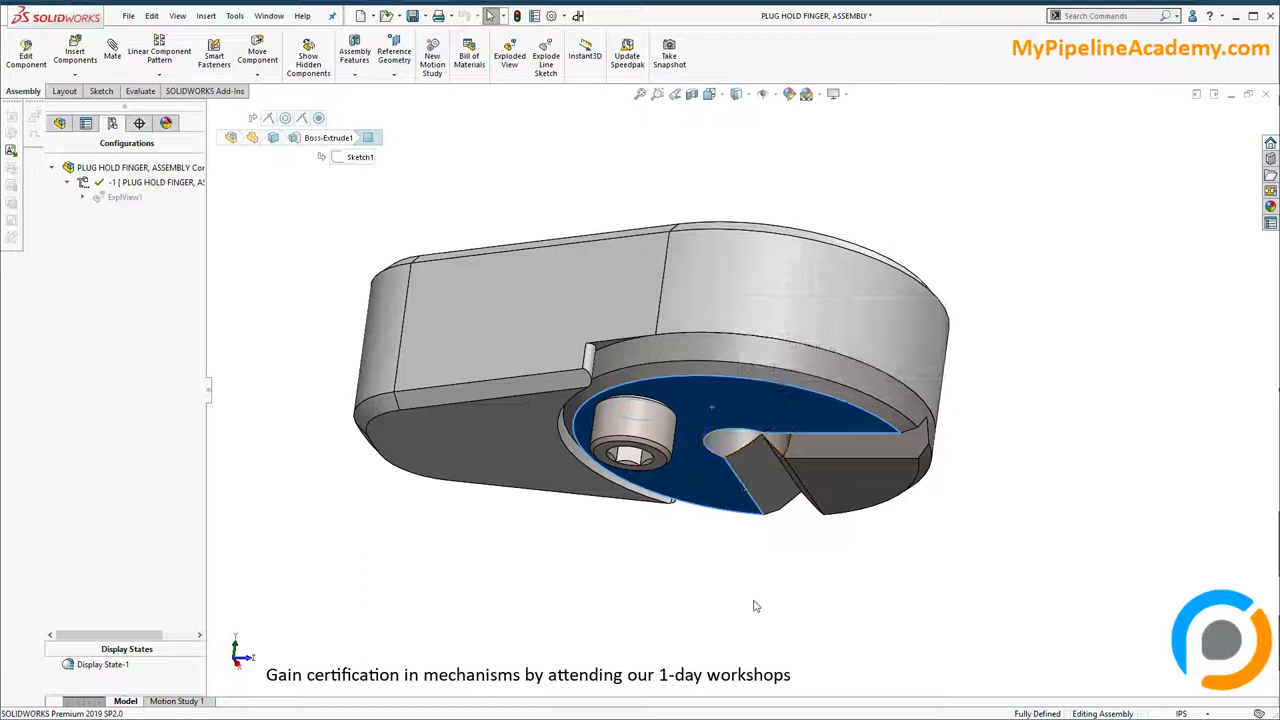 SOLIDWORKS
File
Edit
View
Insert
Tools
Window
Help
PLUG HOLD FINGER, ASSEMBLY *
Search Commands
Edit Component
Insert Components
Mate
Linear Component Pattern
Smart Fasteners
Move Component
Show Hidden Components
Assembly Features
Reference Geometry
New Motion Study
Bill of Materials
Exploded View
Explode Line Sketch
Instant3D
Update Speedpak
Take Snapshot
MyPipelineAcademy.com
Assembly
Layout
Sketch
Evaluate
SOLIDWORKS Add-Ins
Configurations
Boss-Extrude1
Sketch1
PLUG HOLD FINGER, ASSEMBLY Con
-1 [ PLUG HOLD FINGER, AS
ExplView1
Y
Z
X
Display States
Display State-1
Gain certification in mechanisms by attending our 1-day workshops
Model
Motion Study 1
SOLIDWORKS Premium 2019 SP2.0
Fully Defined
Editing Assembly
IPS